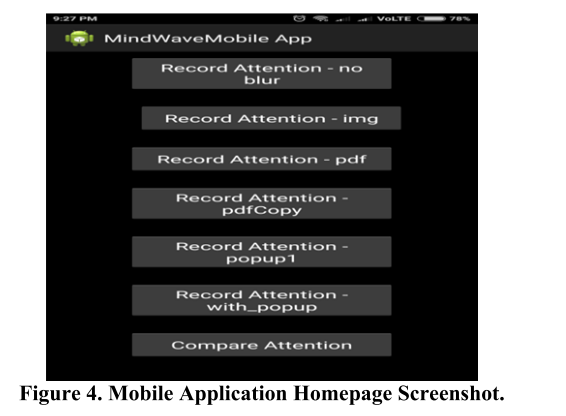 9:27 PM VoLTE 78%
MindWaveMobile App
Record Attention - no
blur
Record Attention - img
Record Attention - pdf
Record Attention -
pdfCopy
Record Attention -
popup1
Record Attention -
with_popup
Compare Attention
Figure 4. Mobile Application Homepage Screenshot.